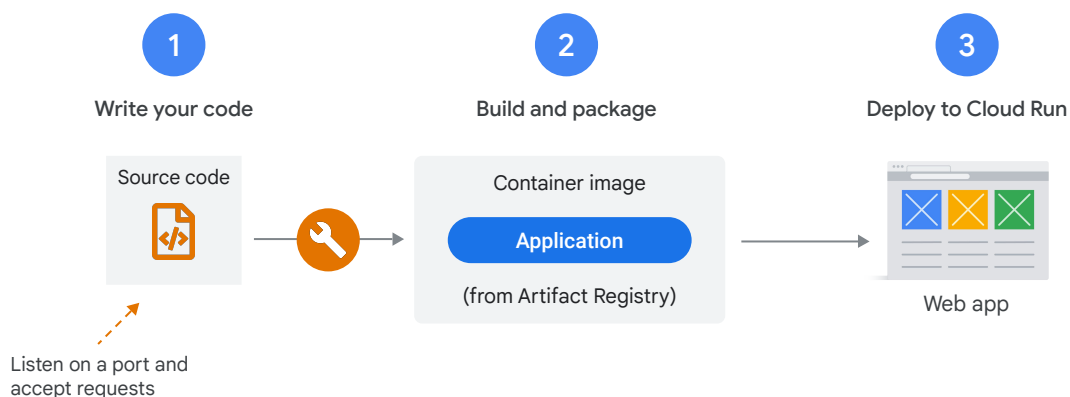 1
2
3
Write your code
Build and package
Deploy to Cloud Run
Source code
</>
Container image
Application
(from Artifact Registry)
Web app
Listen on a port and
accept requests